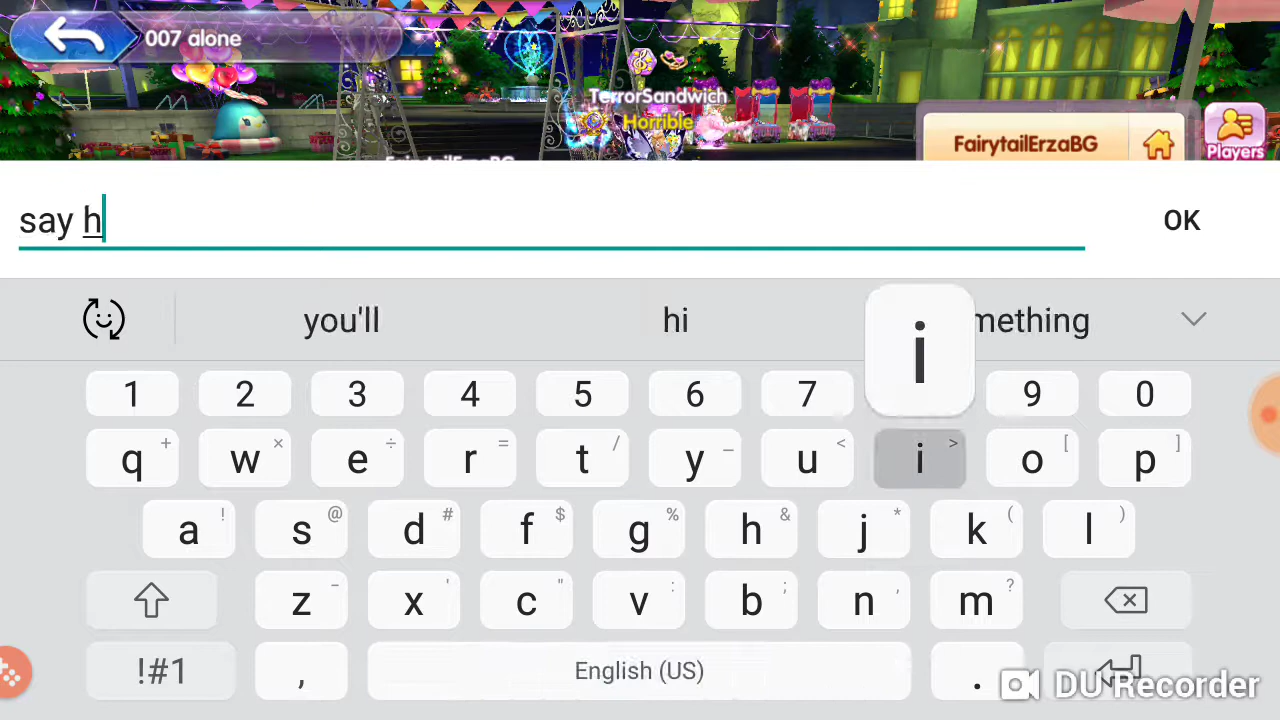 007 alone
TerrorSandwich
Horrible
FairytailErzaBG
FairytailErzaBG
Players
say h
OK
you'll hi mething
i
1 2 3 4 5 6 7 9 0
q + w × e ÷ r = t / y _ u < i > o [ p ]
a ! s @ d # f $ g % h & j * k ( l )
z - x ' c " v : b ; n , m ?
!#1 , English (US) .
DU Recorder